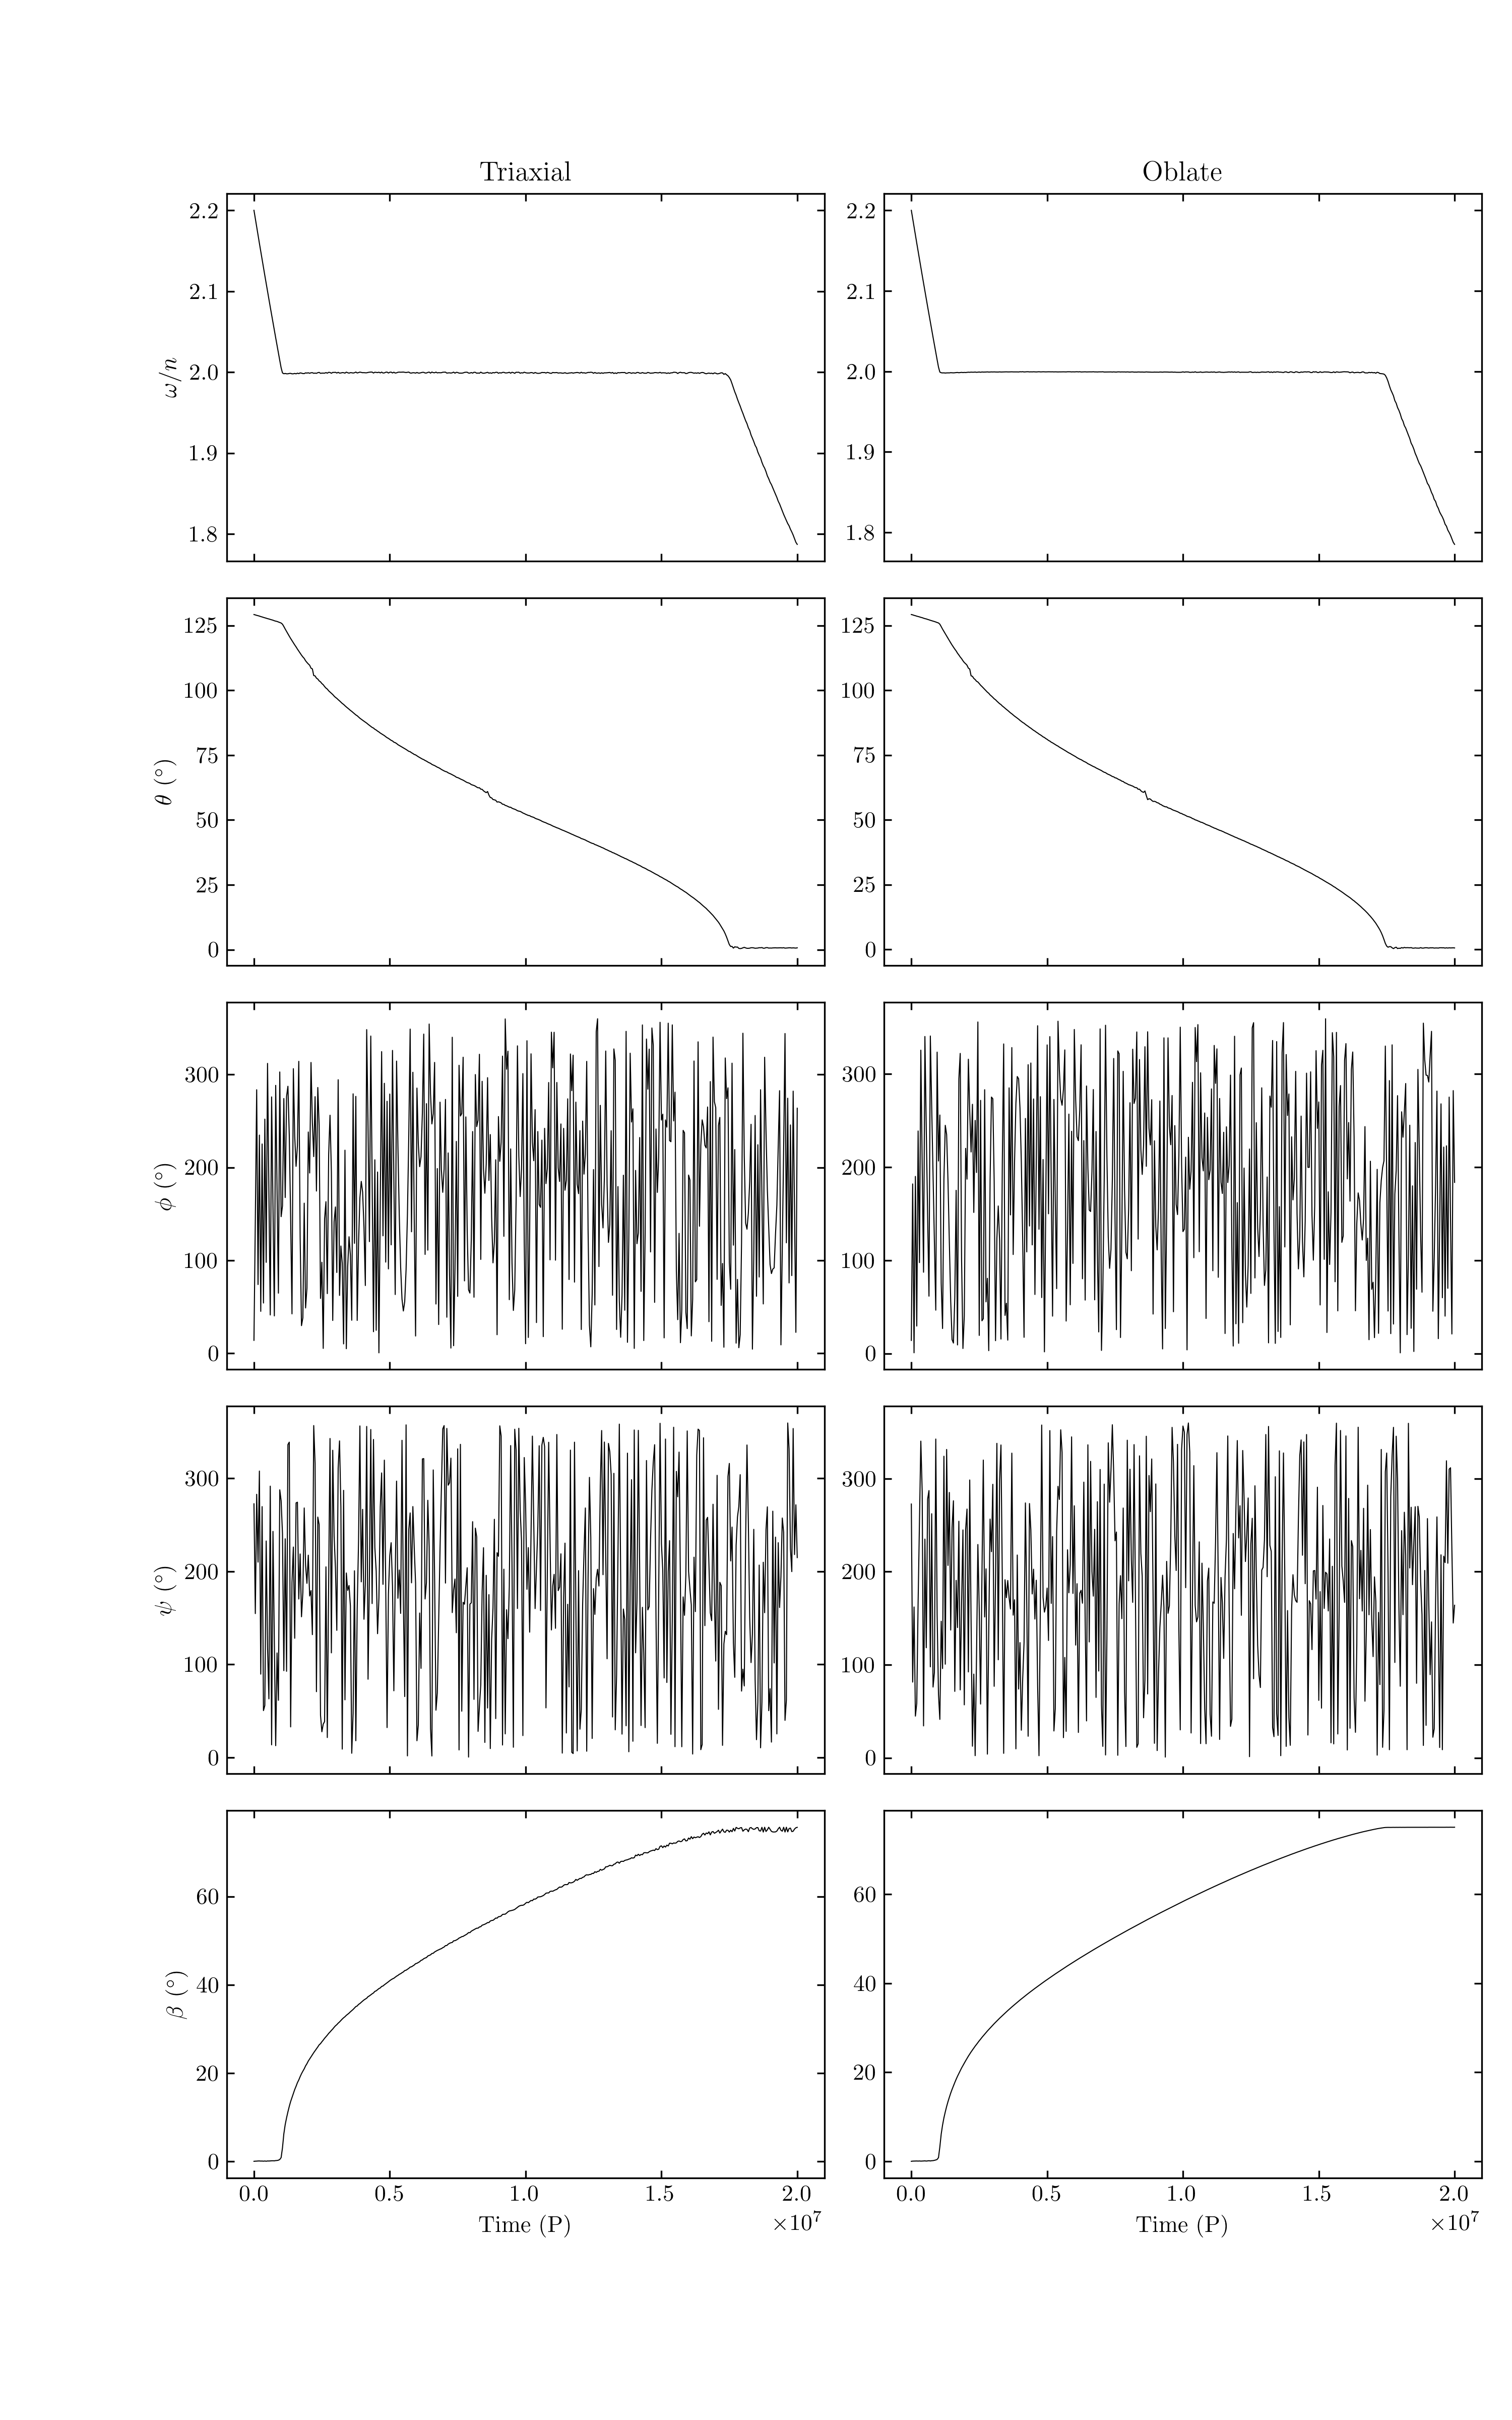 Triaxial Oblate
2.2 2.2
2.1 2.1
2.0 2.0
1.9 1.9
1.8 1.8
ω/n
125 125
100 100
75 75
50 50
25 25
0 0
θ (°)
300 300
200 200
100 100
0 0
ϕ (°)
300 300
200 200
100 100
0 0
ψ (°)
60 60
40 40
20 20
0 0
β (°)
0.0 0.5 1.0 1.5 2.0 0.0 0.5 1.0 1.5 2.0
Time (P) ×10⁷ Time (P) ×10⁷